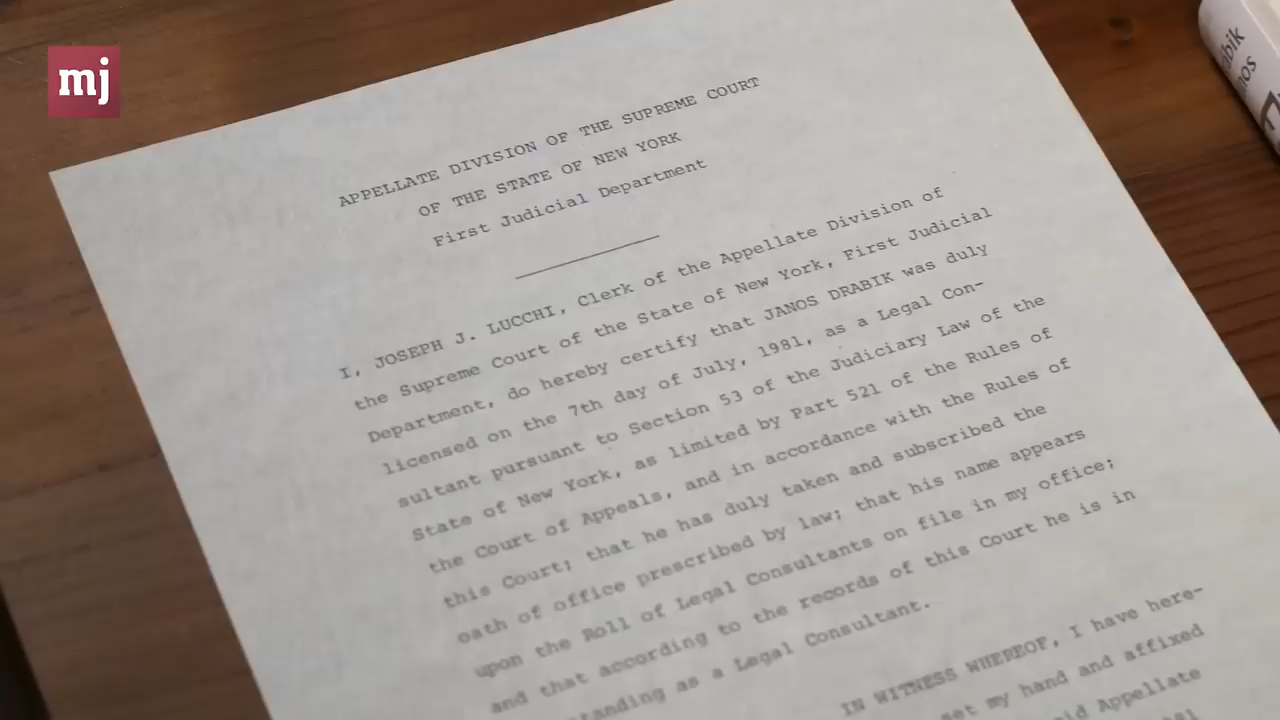 mj
abik
nos
APPELLATE DIVISION OF THE SUPREME COURT
OF THE STATE OF NEW YORK
First Judicial Department
I, JOSEPH J. LUCCHI, Clerk of the Appellate Division of
the Supreme Court of the State of New York, First Judicial
Department, do hereby certify that JANOS DRABIK was duly
licensed on the 7th day of July, 1981, as a Legal Con-
sultant pursuant to Section 53 of the Judiciary Law of the
State of New York, as limited by Part 521 of the Rules of
the Court of Appeals, and in accordance with the Rules of
this Court; that he has duly taken and subscribed the
oath of office prescribed by law; that his name appears
upon the Roll of Legal Consultants on file in my office;
and that according to the records of this Court he is in
tanding as a Legal Consultant.
IN WITNESS WHEREOF, I have here-
set my hand and affixed
id Appellate